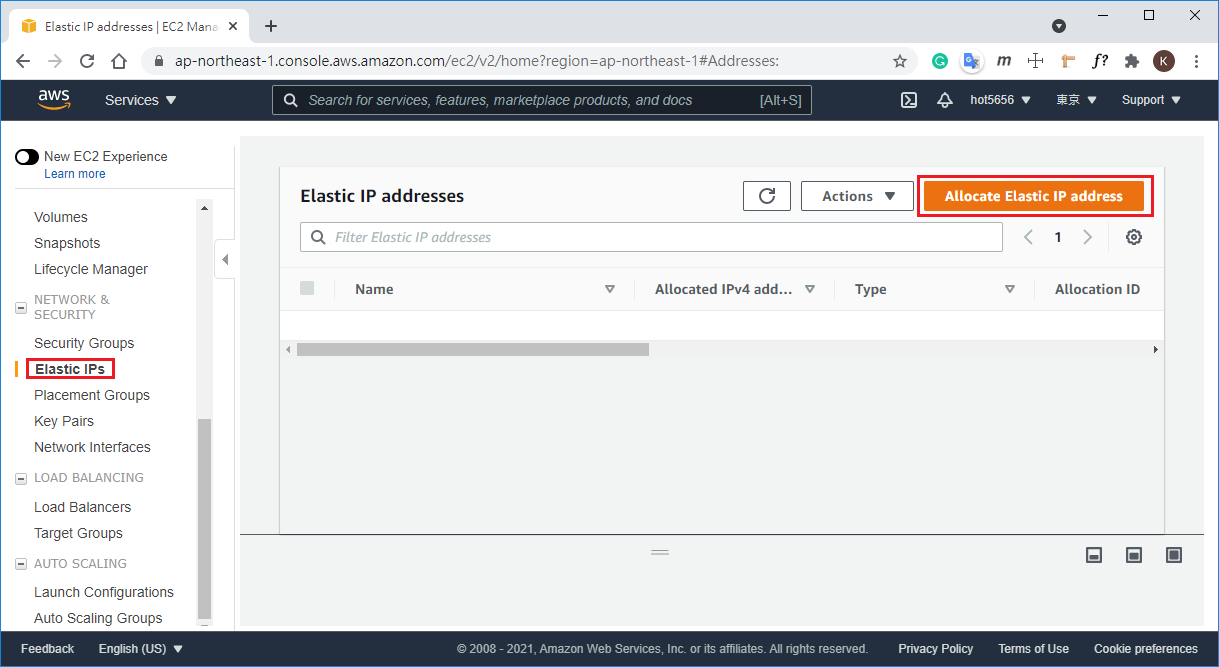 Elastic IP addresses | EC2 Mana
ap-northeast-1.console.aws.amazon.com/ec2/v2/home?region=ap-northeast-1#Addresses:
m
f?
K
aws
Services
Search for services, features, marketplace products, and docs
[Alt+S]
hot5656
東京
Support
New EC2 Experience
Learn more
Volumes
Snapshots
Lifecycle Manager
NETWORK &
SECURITY
Security Groups
Elastic IPs
Placement Groups
Key Pairs
Network Interfaces
LOAD BALANCING
Load Balancers
Target Groups
AUTO SCALING
Launch Configurations
Auto Scaling Groups
Elastic IP addresses
Actions
Allocate Elastic IP address
Filter Elastic IP addresses
1
Name
Allocated IPv4 add...
Type
Allocation ID
Feedback
English (US)
© 2008 - 2021, Amazon Web Services, Inc. or its affiliates. All rights reserved.
Privacy Policy
Terms of Use
Cookie preferences